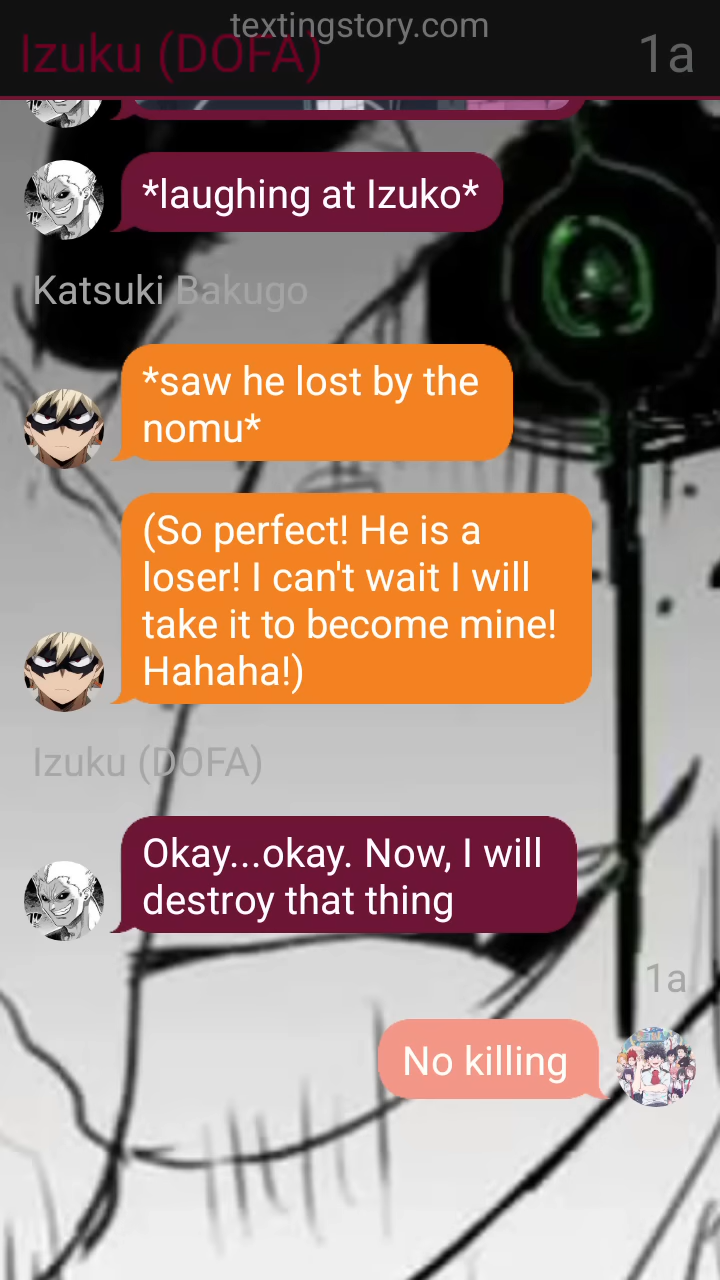 textingstory.com
Izuku (DOFA)
1a
*laughing at Izuko*
Katsuki Bakugo
*saw he lost by the
nomu*
(So perfect! He is a
loser! I can't wait I will
take it to become mine!
Hahaha!)
Izuku (DOFA)
Okay...okay. Now, I will
destroy that thing
1a
No killing